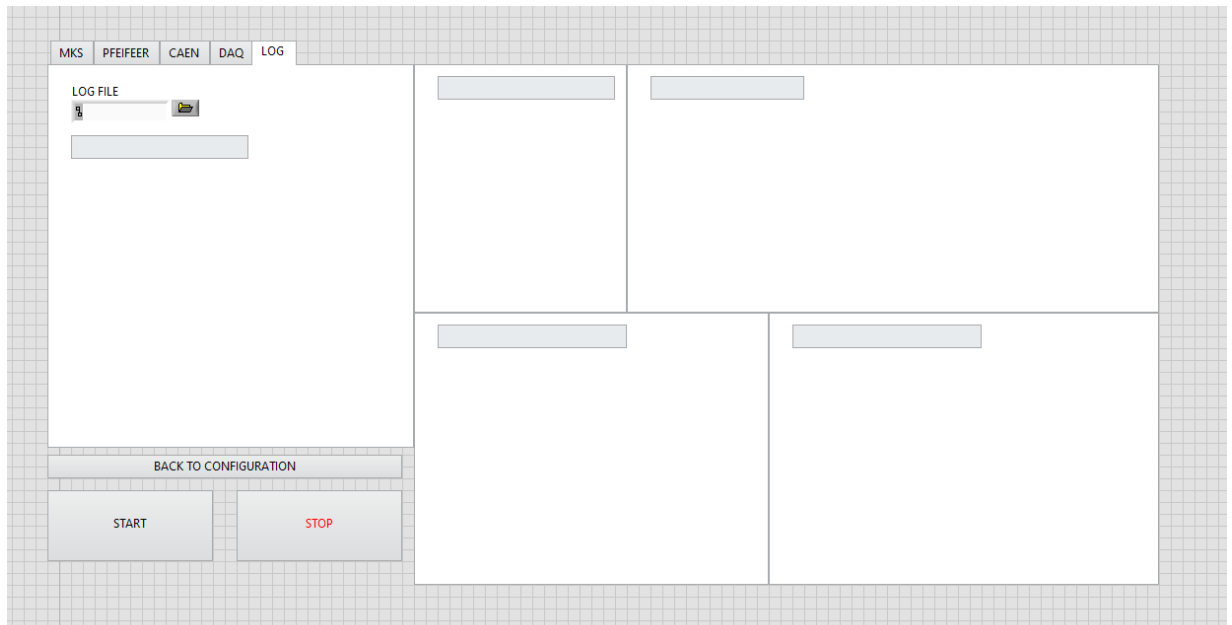 MKS PFEIFEER CAEN DAQ LOG
LOG FILE
BACK TO CONFIGURATION
START STOP